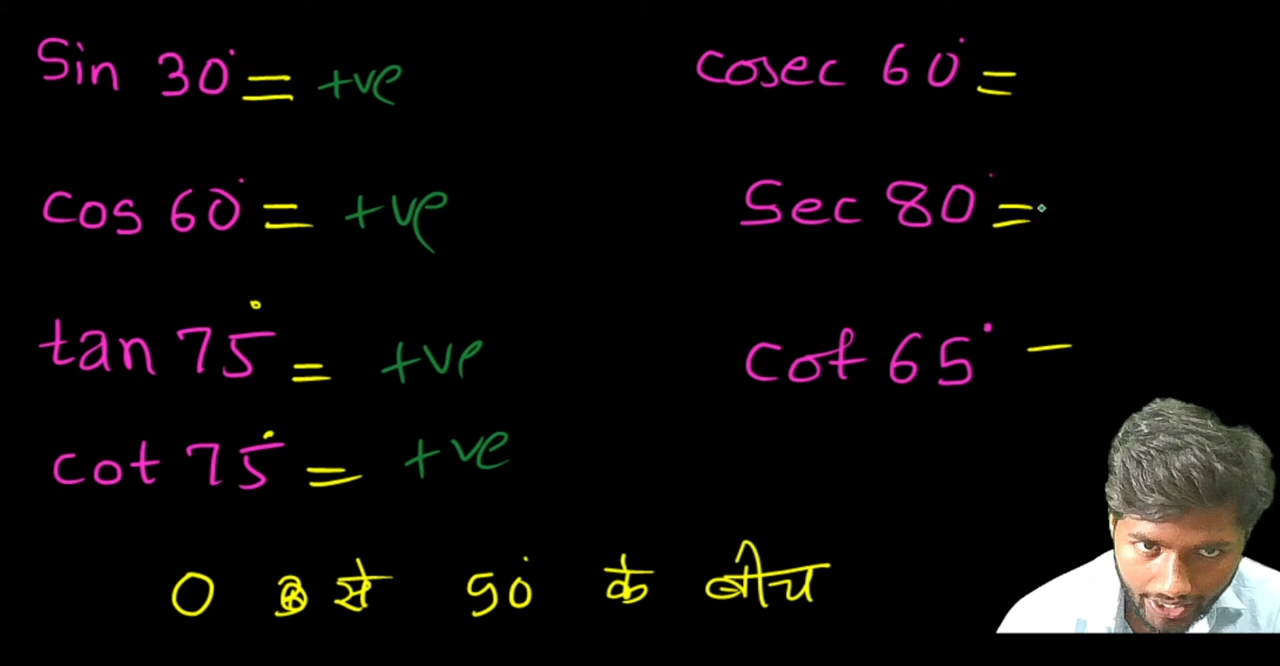 Sin 30° = +ve
cosec 60° =
cos 60° = +ve
Sec 80° =
tan 75° = +ve
cot 65° -
cot 75° = +ve
0 से 90° के बीच